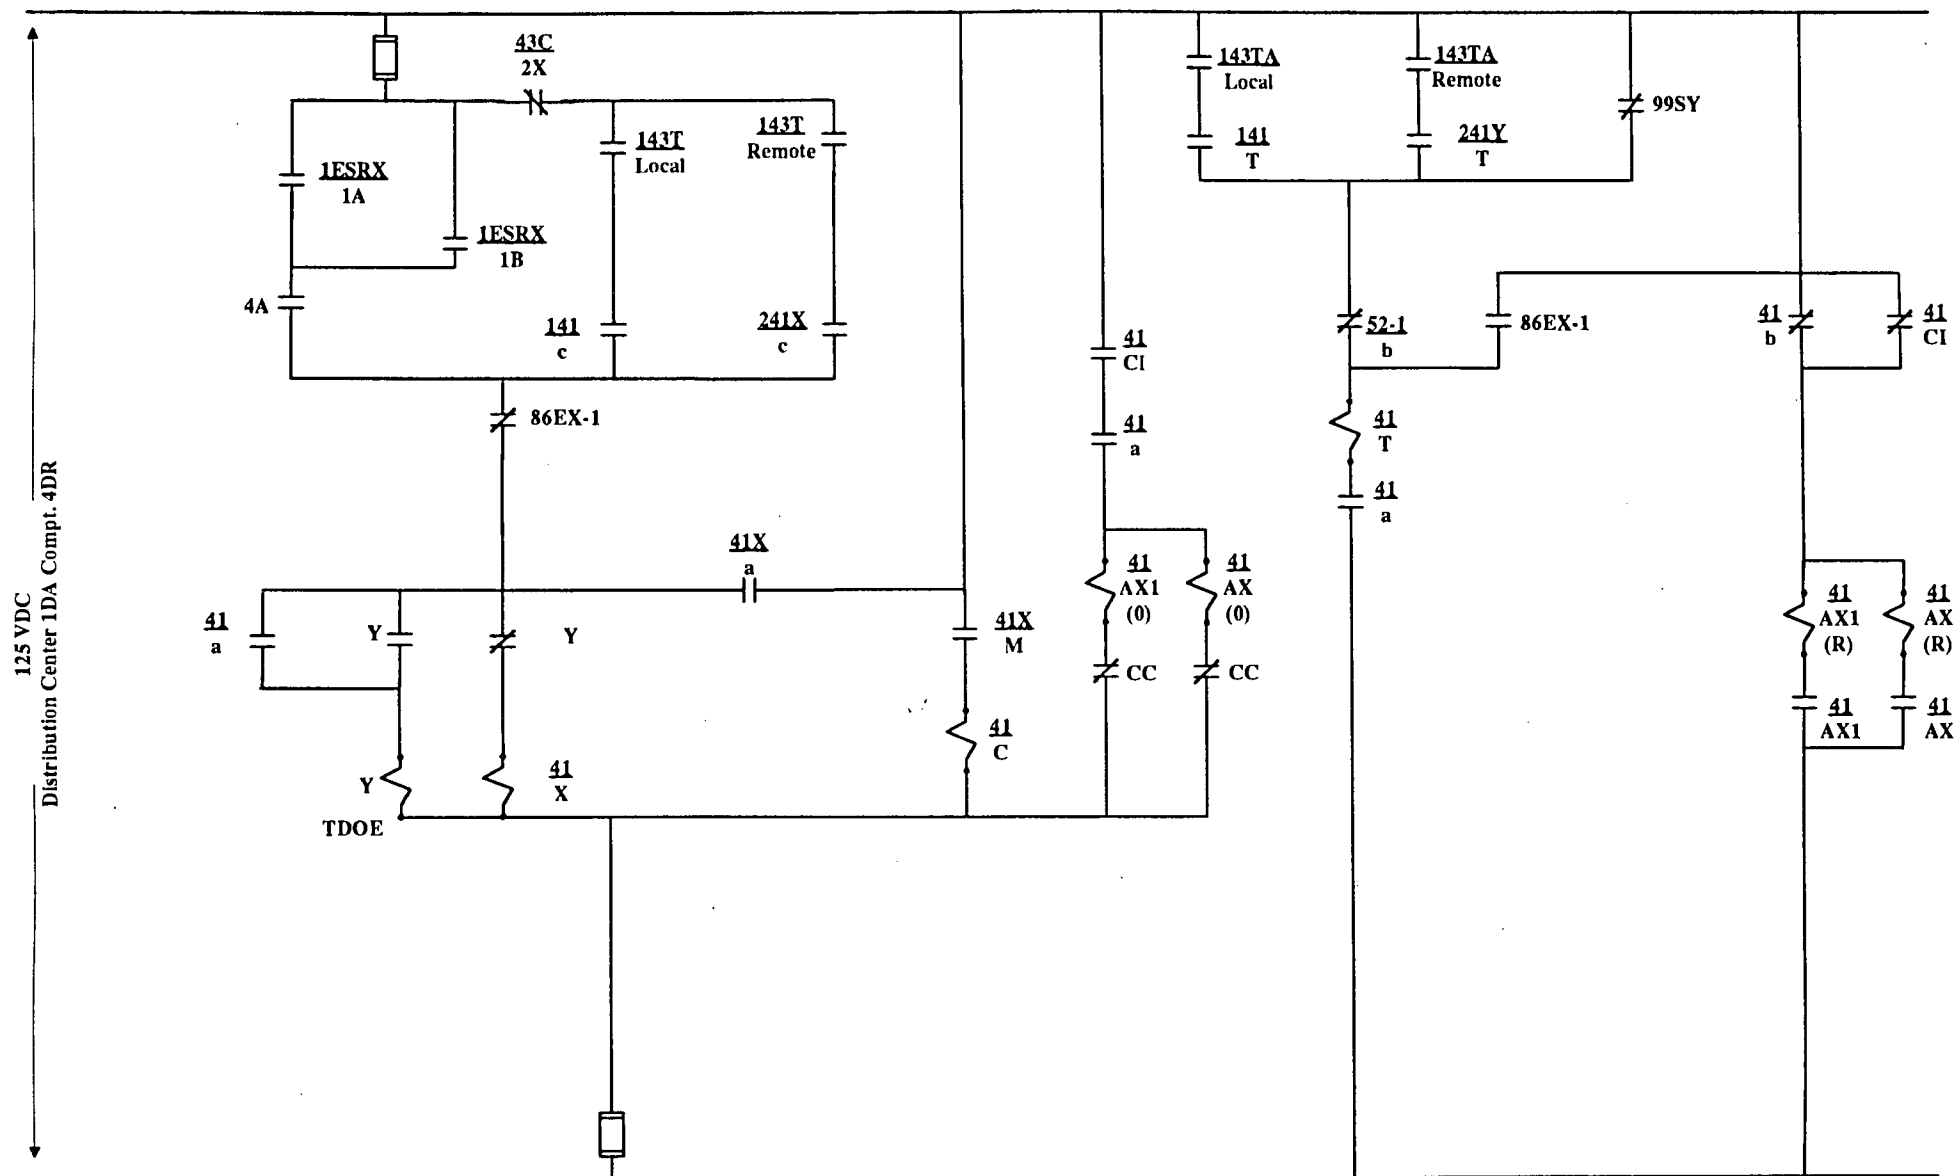 125 VDC
Distribution Center 1DA Compt. 4DR
43C
2X
143T
Local
143T
Remote
1ESRX
1A
1ESRX
1B
4A
141
c
241X
c
86EX-1
41X
a
41
a
Y
Y
41X
M
41
C
Y
41
X
TDOE
41
CI
41
a
41
AX1
(0)
41
AX
(0)
CC
CC
143TA
Local
143TA
Remote
99SY
141
T
241Y
T
52-1
b
86EX-1
41
b
41
CI
41
T
41
a
41
AX1
(R)
41
AX
(R)
41
AX1
41
AX